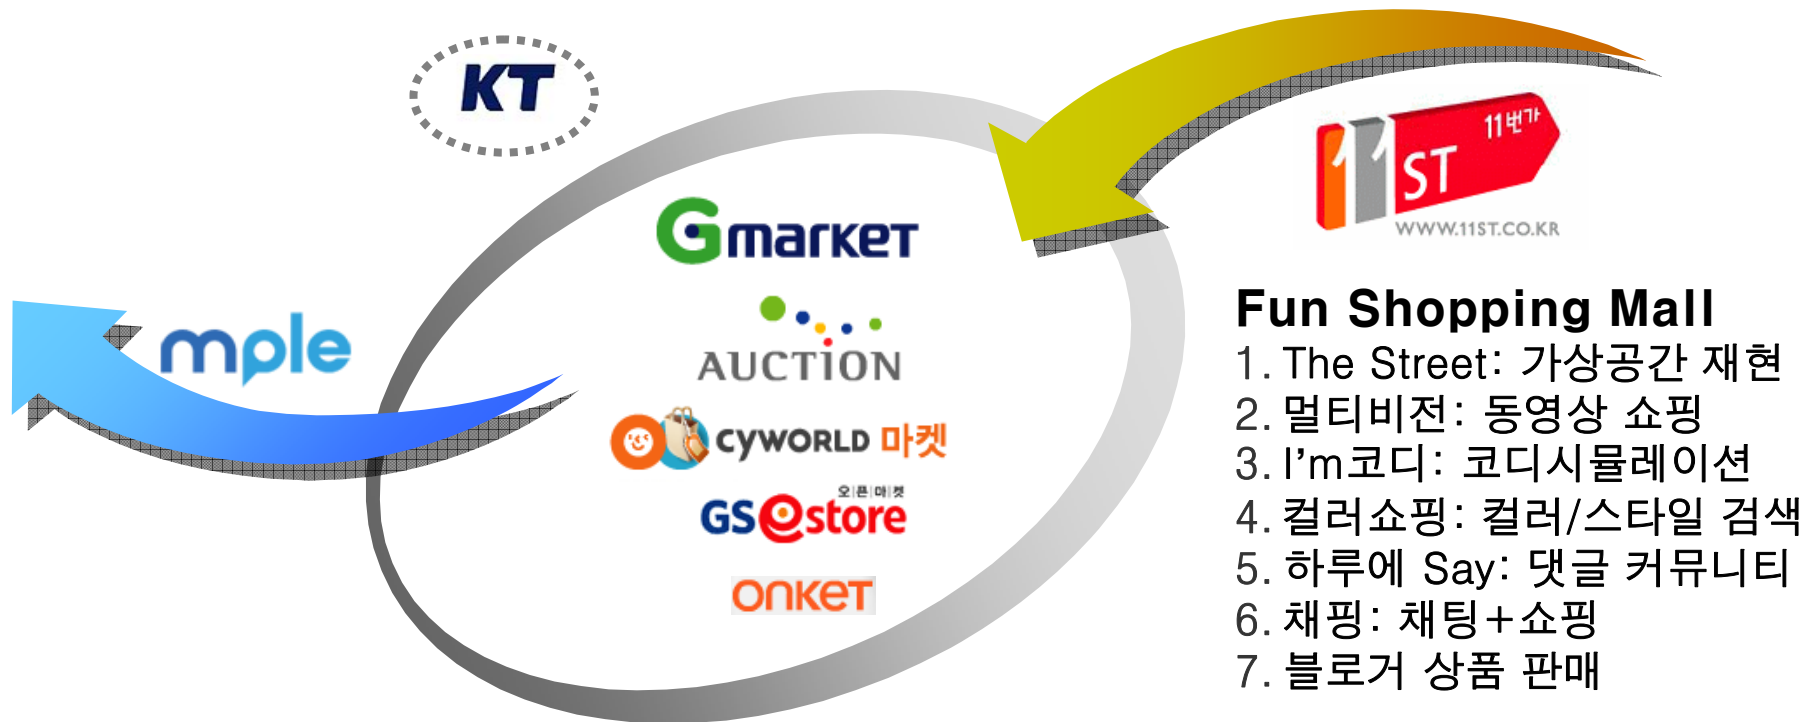 KT
11번가
11ST
WWW.11ST.CO.KR
Gmarket
mple
AUCTION
CYWORLD 마켓
오|픈|마|켓
GS estore
onket
Fun Shopping Mall
1. The Street: 가상공간 재현
2. 멀티비전: 동영상 쇼핑
3. I’m코디: 코디시뮬레이션
4. 컬러쇼핑: 컬러/스타일 검색
5. 하루에 Say: 댓글 커뮤니티
6. 채핑: 채팅+쇼핑
7. 블로거 상품 판매